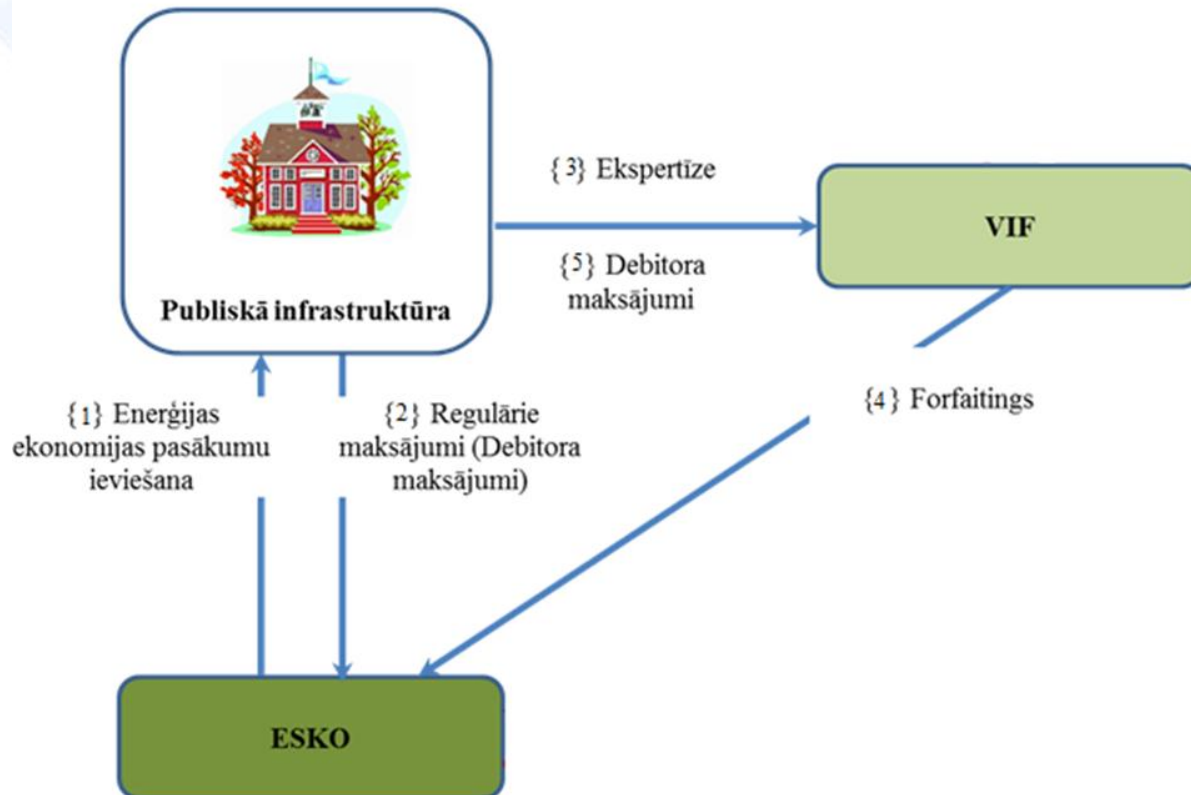 {3} Ekspertīze
VIF
{5} Debitora
maksājumi
Publiskā infrastruktūra
{1} Enerģijas
ekonomijas pasākumu
ieviešana
{2} Regulārie
maksājumi (Debitora
maksājumi)
{4} Forfaitings
ESKO